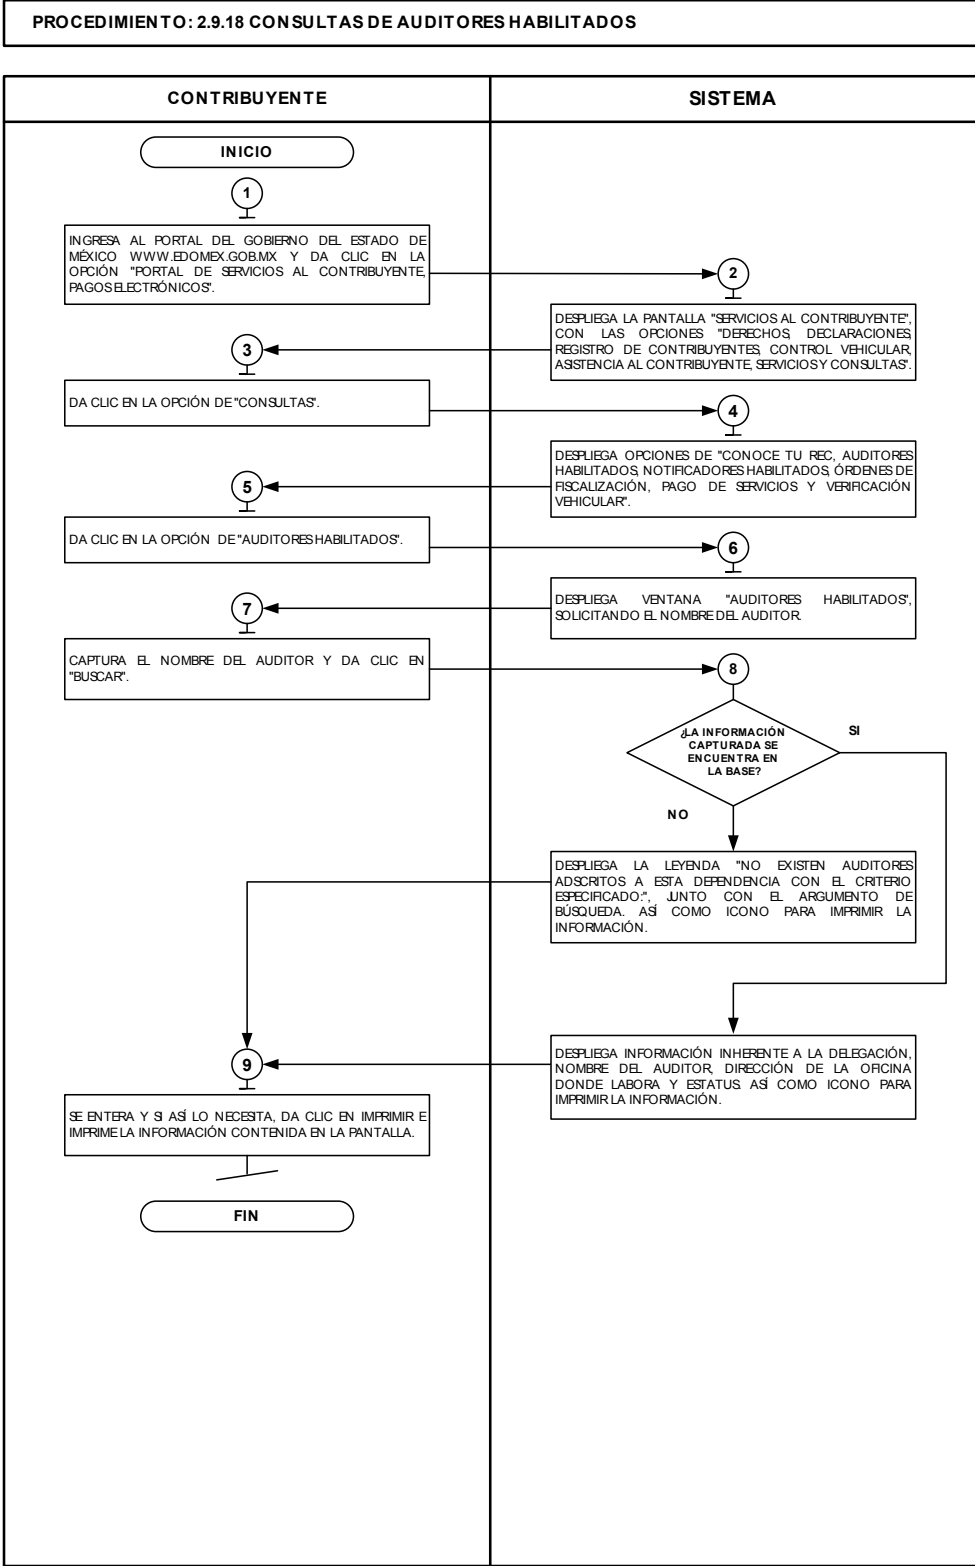 PROCEDIMIENTO: 2.9.18 CONSULTAS DE AUDITORES HABILITADOS
CONTRIBUYENTE
SISTEMA
INICIO
1
INGRESA AL PORTAL DEL GOBIERNO DEL ESTADO DE
MÉXICO WWW.EDOMEX.GOB.MX Y DA CLIC EN LA
OPCIÓN "PORTAL DE SERVICIOS AL CONTRIBUYENTE,
PAGOS ELECTRÓNICOS".
2
DESPLIEGA LA PANTALLA "SERVICIOS AL CONTRIBUYENTE",
CON LAS OPCIONES "DERECHOS, DECLARACIONES,
REGISTRO DE CONTRIBUYENTES, CONTROL VEHICULAR,
ASISTENCIA AL CONTRIBUYENTE, SERVICIOS Y CONSULTAS".
3
DA CLIC EN LA OPCIÓN DE "CONSULTAS".
4
DESPLIEGA OPCIONES DE "CONOCE TU REC, AUDITORES
HABILITADOS, NOTIFICADORES HABILITADOS, ÓRDENES DE
FISCALIZACIÓN, PAGO DE SERVICIOS Y VERIFICACIÓN
VEHICULAR".
5
DA CLIC EN LA OPCIÓN DE "AUDITORES HABILITADOS".
6
DESPLIEGA VENTANA "AUDITORES HABILITADOS",
SOLICITANDO EL NOMBRE DEL AUDITOR.
7
CAPTURA EL NOMBRE DEL AUDITOR Y DA CLIC EN
"BUSCAR".
8
¿LA INFORMACIÓN
CAPTURADA SE
ENCUENTRA EN
LA BASE?
SI
NO
DESPLIEGA LA LEYENDA "NO EXISTEN AUDITORES
ADSCRITOS A ESTA DEPENDENCIA CON EL CRITERIO
ESPECIFICADO:", JUNTO CON EL ARGUMENTO DE
BÚSQUEDA. ASÍ COMO ICONO PARA IMPRIMIR LA
INFORMACIÓN.
DESPLIEGA INFORMACIÓN INHERENTE A LA DELEGACIÓN,
NOMBRE DEL AUDITOR, DIRECCIÓN DE LA OFICINA
DONDE LABORA Y ESTATUS. ASÍ COMO ICONO PARA
IMPRIMIR LA INFORMACIÓN.
9
SE ENTERA Y SI ASÍ LO NECESITA, DA CLIC EN IMPRIMIR E
IMPRIME LA INFORMACIÓN CONTENIDA EN LA PANTALLA.
FIN